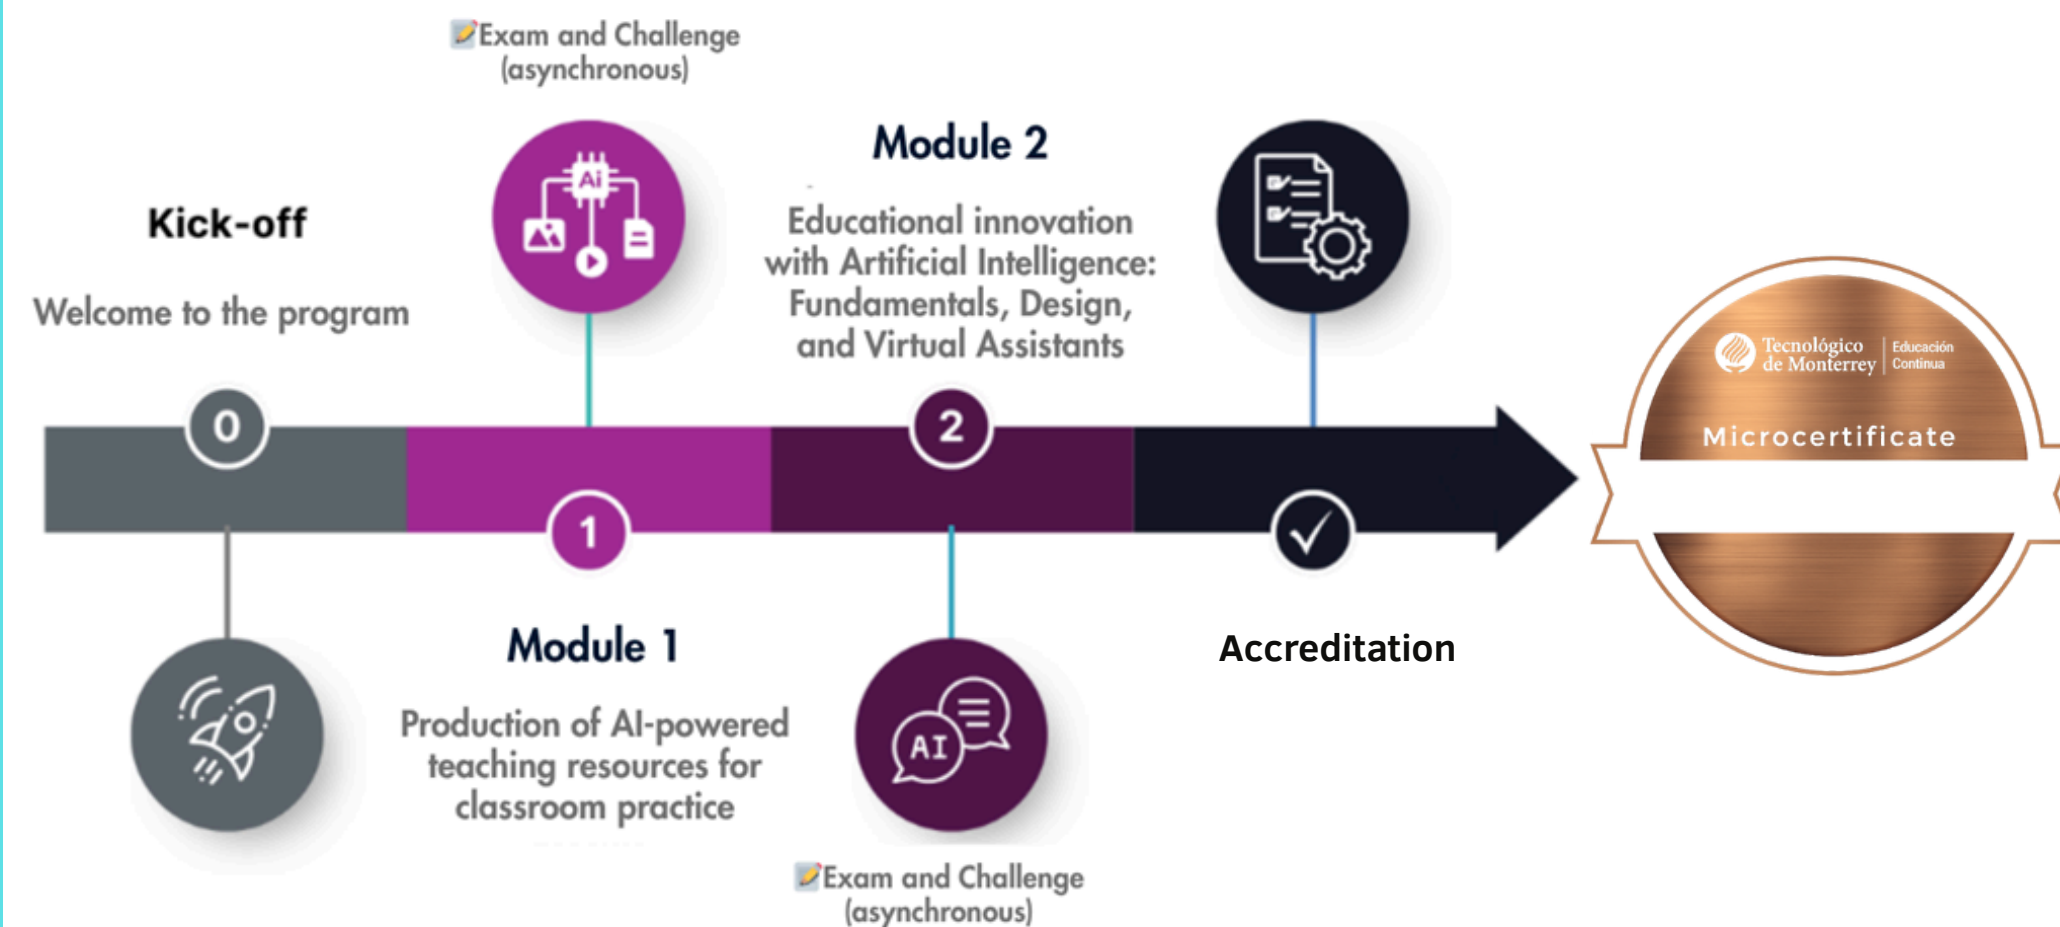 Kick-off
Welcome to the program
0
Exam and Challenge
(asynchronous)
Ai
1
Module 1
Production of AI-powered
teaching resources for
classroom practice
Module 2
Educational innovation
with Artificial Intelligence:
Fundamentals, Design,
and Virtual Assistants
2
AI
Exam and Challenge
(asynchronous)
Accreditation
Tecnológico
de Monterrey
Educación
Continua
Microcertificate